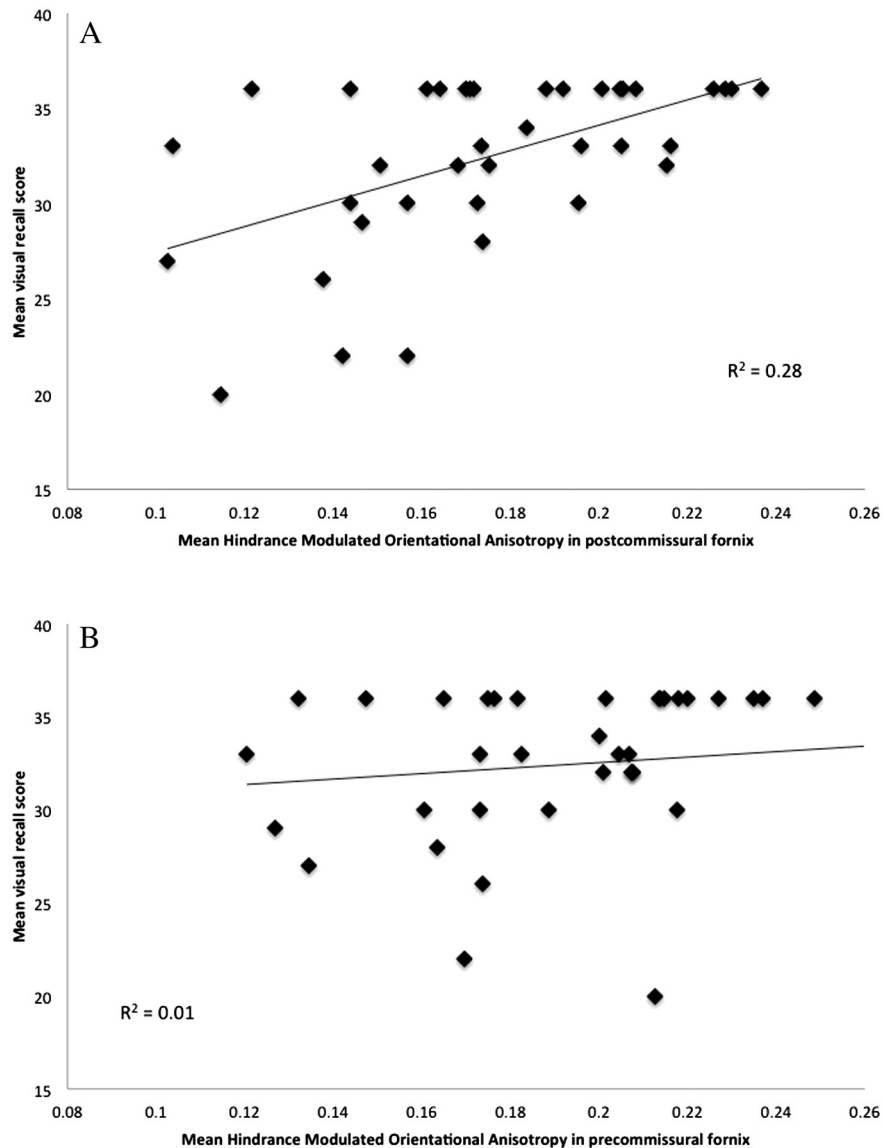 A
40
35
30
25
20
15
Mean visual recall score
R² = 0.28
0.08 0.1 0.12 0.14 0.16 0.18 0.2 0.22 0.24 0.26
Mean Hindrance Modulated Orientational Anisotropy in postcommissural fornix
B
40
35
30
25
20
15
Mean visual recall score
R² = 0.01
0.08 0.1 0.12 0.14 0.16 0.18 0.2 0.22 0.24 0.26
Mean Hindrance Modulated Orientational Anisotropy in precommissural fornix